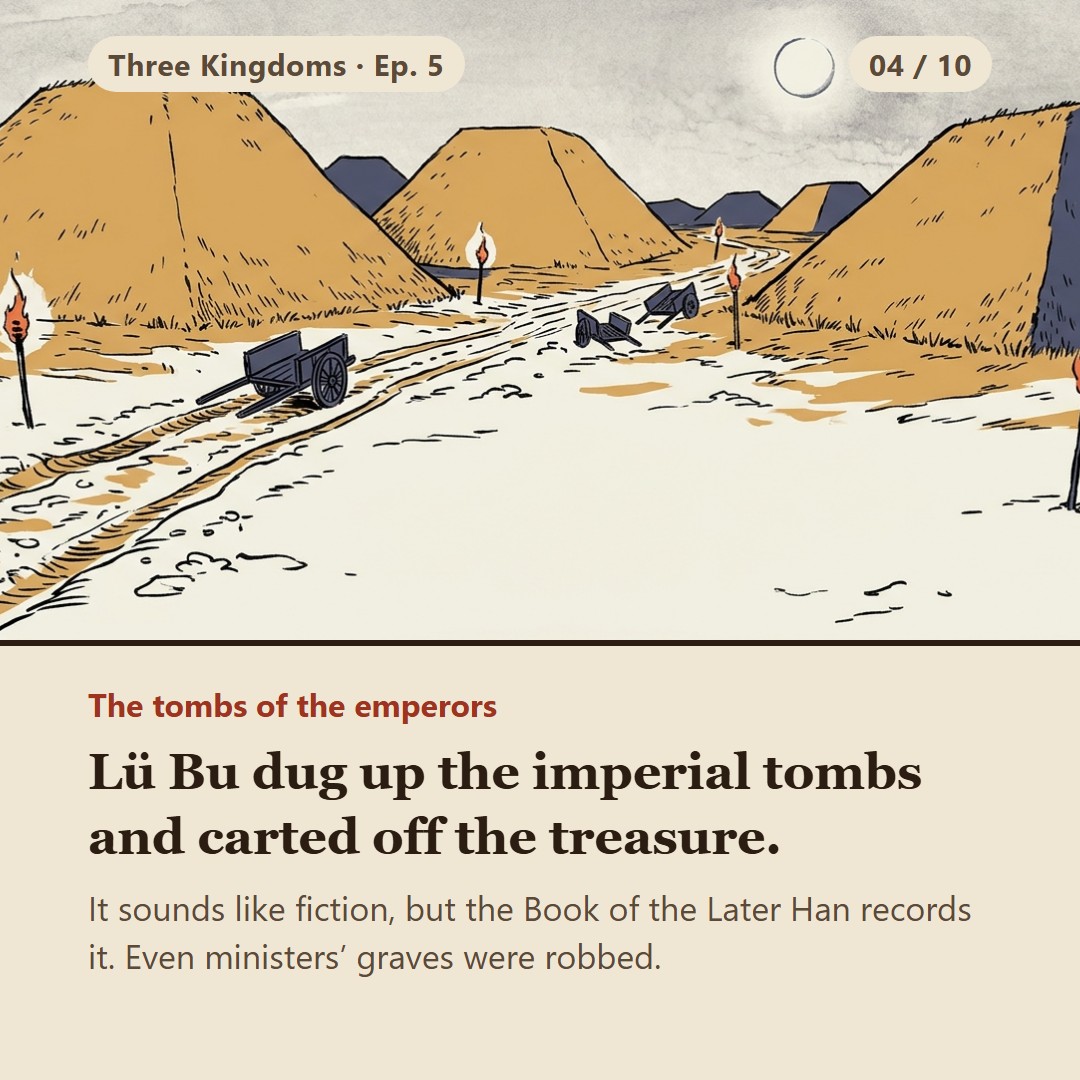 Three Kingdoms · Ep. 5
04 / 10
The tombs of the emperors
Lü Bu dug up the imperial tombs
and carted off the treasure.
It sounds like fiction, but the Book of the Later Han records
it. Even ministers’ graves were robbed.